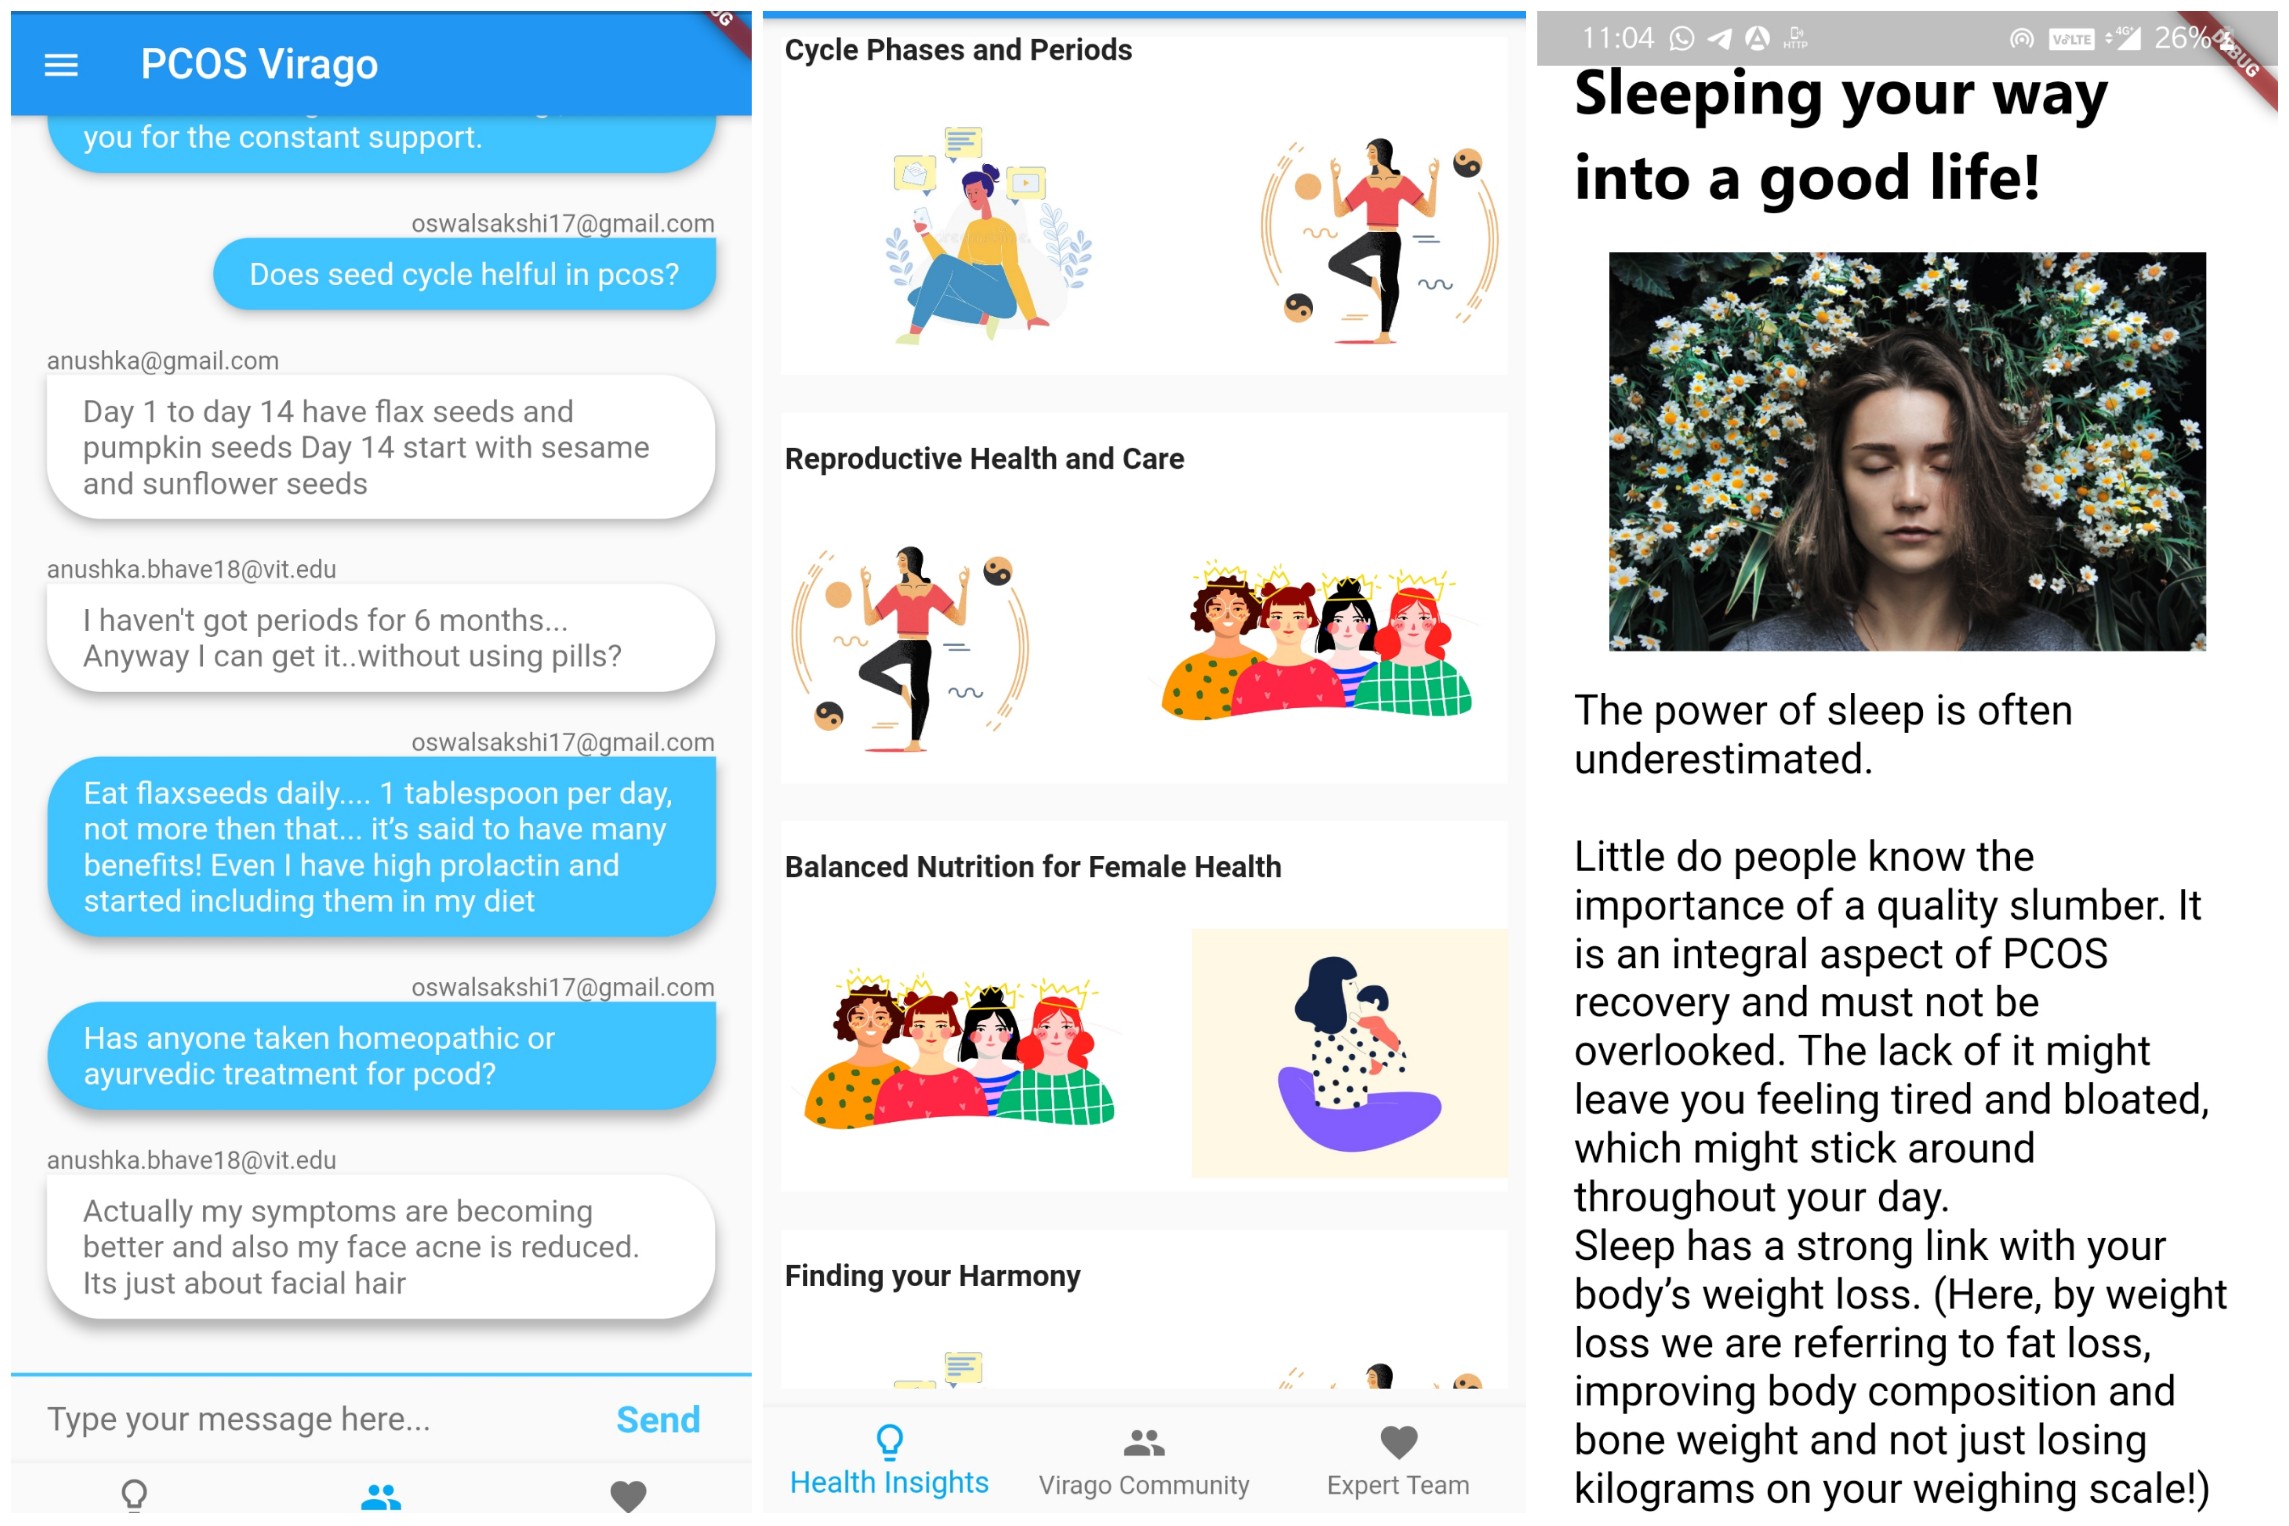 PCOS Virago
you for the constant support.
oswalsakshi17@gmail.com
Does seed cycle helful in pcos?
anushka@gmail.com
Day 1 to day 14 have flax seeds and
pumpkin seeds Day 14 start with sesame
and sunflower seeds
anushka.bhave18@vit.edu
I haven't got periods for 6 months...
Anyway I can get it..without using pills?
oswalsakshi17@gmail.com
Eat flaxseeds daily.... 1 tablespoon per day,
not more then that... it’s said to have many
benefits! Even I have high prolactin and
started including them in my diet
oswalsakshi17@gmail.com
Has anyone taken homeopathic or
ayurvedic treatment for pcod?
anushka.bhave18@vit.edu
Actually my symptoms are becoming
better and also my face acne is reduced.
Its just about facial hair
Type your message here...
Send
Cycle Phases and Periods
Reproductive Health and Care
Balanced Nutrition for Female Health
Finding your Harmony
Health Insights
Virago Community
Expert Team
11:04
HTTP
VoLTE
4G+
26%
DEBUG
Sleeping your way
into a good life!
The power of sleep is often
underestimated.
Little do people know the
importance of a quality slumber. It
is an integral aspect of PCOS
recovery and must not be
overlooked. The lack of it might
leave you feeling tired and bloated,
which might stick around
throughout your day.
Sleep has a strong link with your
body’s weight loss. (Here, by weight
loss we are referring to fat loss,
improving body composition and
bone weight and not just losing
kilograms on your weighing scale!)